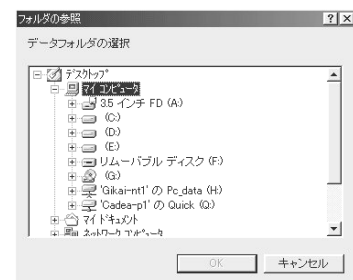 フォルダの参照
データフォルダの選択
デスクトップ
マイ コンピュータ
3.5 インチ FD (A:)
(C:)
(D:)
(E:)
リムーバブル ディスク (F:)
(G:)
'Gikai-nt1' の Pc_data (H:)
'Cadea-p1' の Quick (Q:)
マイ ドキュメント
ネットワーク コンピュータ
OK
キャンセル